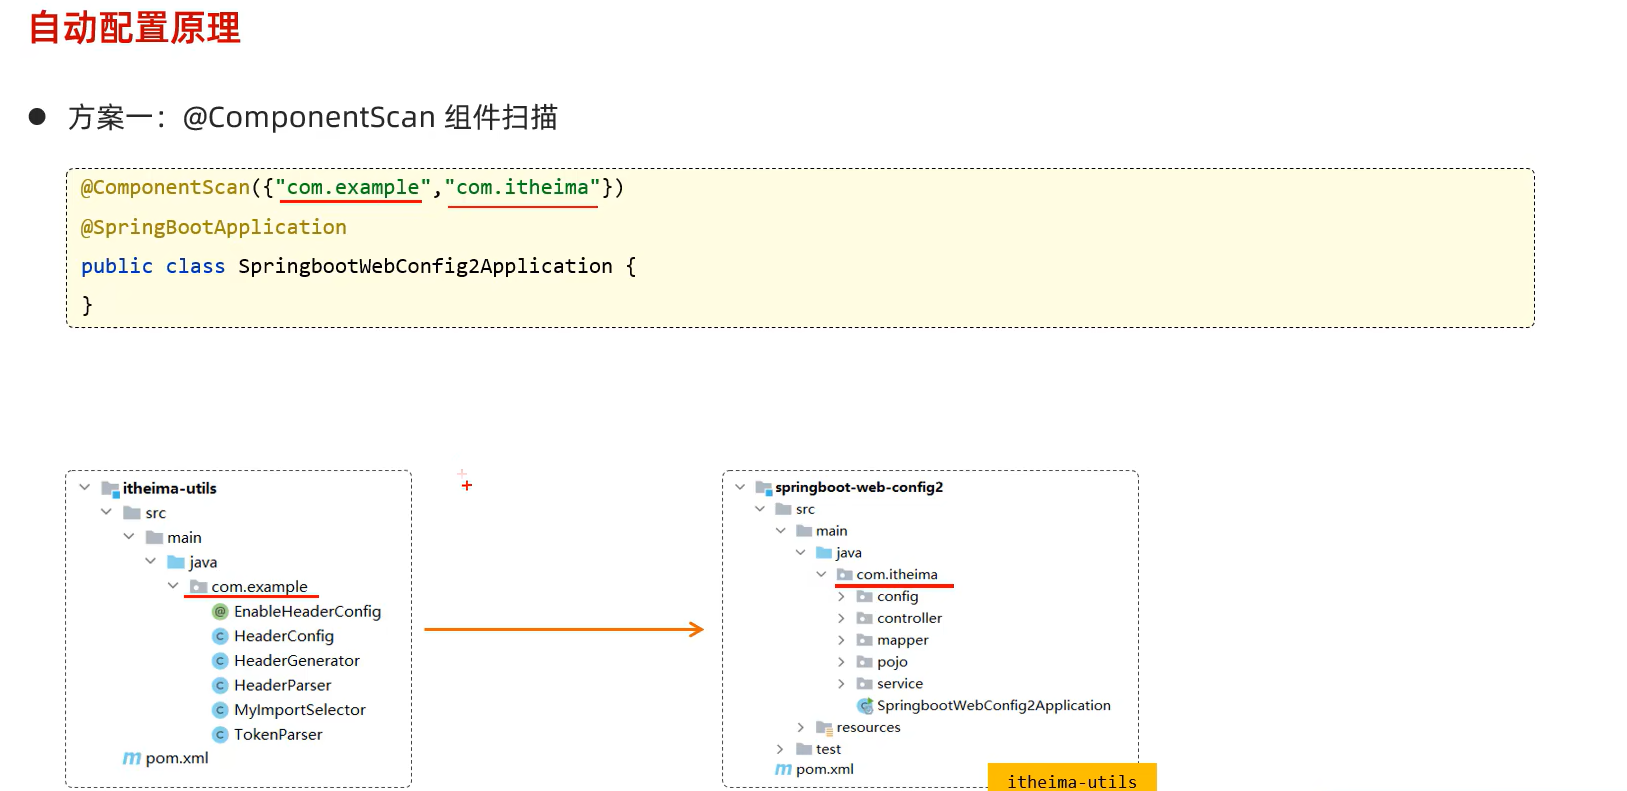 自动配置原理
● 方案一：@ComponentScan 组件扫描
@ComponentScan({"com.example","com.itheima"})
@SpringBootApplication
public class SpringbootWebConfig2Application {
}
itheima-utils
src
main
java
com.example
EnableHeaderConfig
HeaderConfig
HeaderGenerator
HeaderParser
MyImportSelector
TokenParser
pom.xml
springboot-web-config2
src
main
java
com.itheima
config
controller
mapper
pojo
service
SpringbootWebConfig2Application
resources
test
pom.xml
itheima-utils